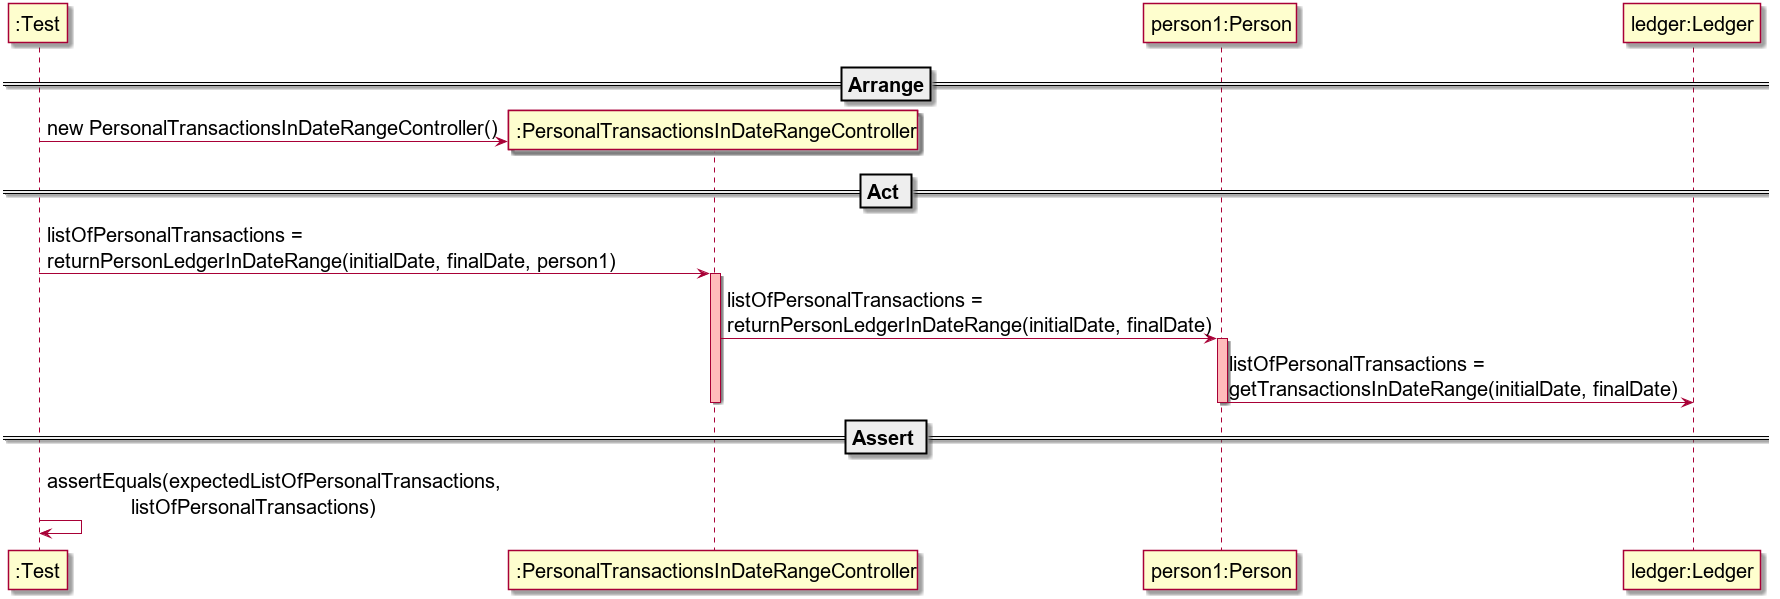 :Test
person1:Person
ledger:Ledger
Arrange
new PersonalTransactionsInDateRangeController()
:PersonalTransactionsInDateRangeController
Act
listOfPersonalTransactions =
returnPersonLedgerInDateRange(initialDate, finalDate, person1)
listOfPersonalTransactions =
returnPersonLedgerInDateRange(initialDate, finalDate)
listOfPersonalTransactions =
getTransactionsInDateRange(initialDate, finalDate)
Assert
assertEquals(expectedListOfPersonalTransactions,
listOfPersonalTransactions)
:Test
:PersonalTransactionsInDateRangeController
person1:Person
ledger:Ledger